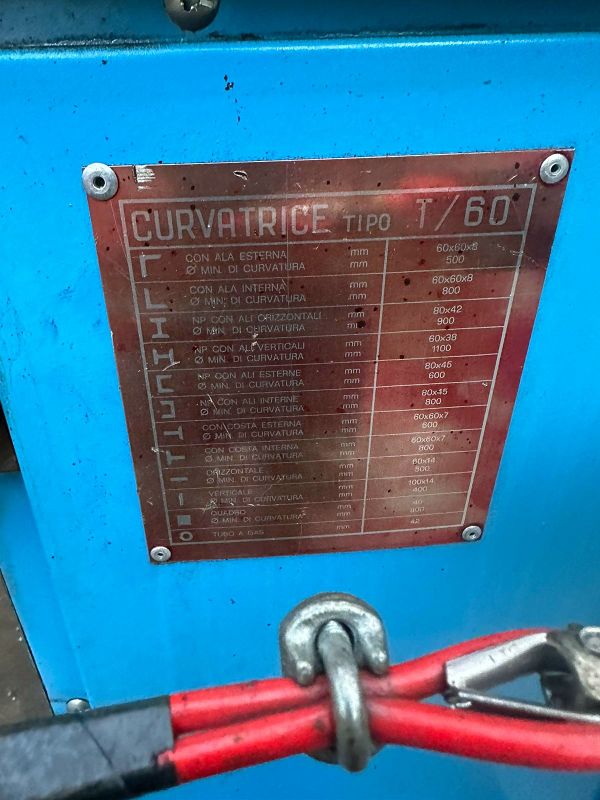 CURVATRICE TIPO T/60
CON ALA ESTERNA mm 60x60x8
Ø MIN. DI CURVATURA mm 500
CON ALA INTERNA mm 60x60x8
Ø MIN. DI CURVATURA mm 800
NP CON ALI ORIZZONTALI mm 80x42
Ø MIN. DI CURVATURA mm 900
NP CON ALI VERTICALI mm 60x38
Ø MIN. DI CURVATURA mm 1100
NP CON ALI ESTERNE mm 80x45
Ø MIN. DI CURVATURA mm 600
NP CON ALI INTERNE mm 80x45
Ø MIN. DI CURVATURA mm 800
CON COSTA ESTERNA mm 60x60x7
Ø MIN. DI CURVATURA mm 600
CON COSTA INTERNA mm 60x60x7
Ø MIN. DI CURVATURA mm 800
ORIZZONTALE mm 60x14
Ø MIN. DI CURVATURA mm 800
VERTICALE mm 100x14
Ø MIN. DI CURVATURA mm 400
QUADRO mm 40
Ø MIN. DI CURVATURA mm
TUBO A GAS mm 42